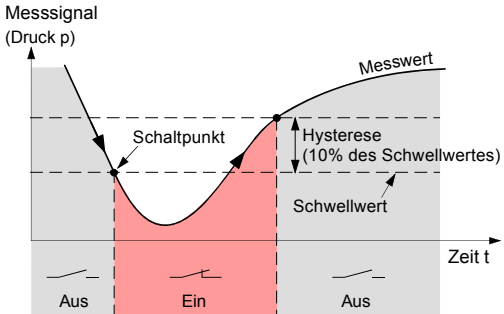 Messsignal
(Druck p)
Messwert
Schaltpunkt
Hysterese
(10% des Schwellwertes)
Schwellwert
Zeit t
Aus
Ein
Aus